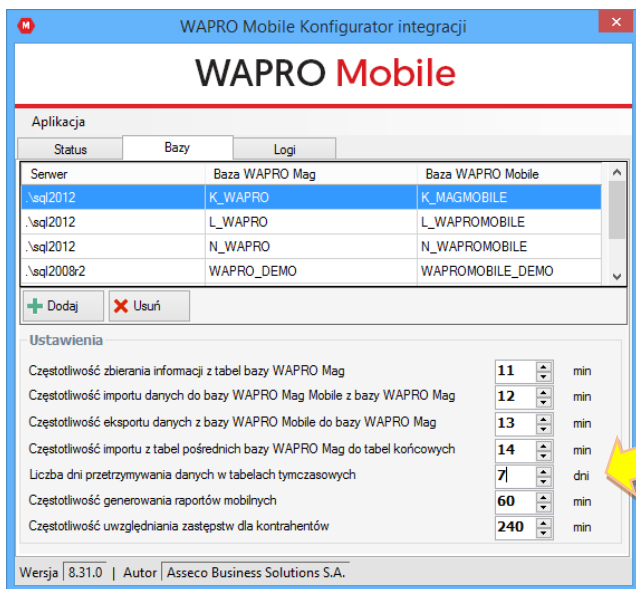 M WAPRO Mobile Konfigurator integracji
WAPRO Mobile
Aplikacja
Status Bazy Logi
Serwer Baza WAPRO Mag Baza WAPRO Mobile
.\sql2012 K_WAPRO K_MAGMOBILE
.\sql2012 L_WAPRO L_WAPROMOBILE
.\sql2012 N_WAPRO N_WAPROMOBILE
.\sql2008r2 WAPRO_DEMO WAPROMOBILE_DEMO
Dodaj Usuń
Ustawienia
Częstotliwość zbierania informacji z tabel bazy WAPRO Mag 11 min
Częstotliwość importu danych do bazy WAPRO Mag Mobile z bazy WAPRO Mag 12 min
Częstotliwość eksportu danych z bazy WAPRO Mobile do bazy WAPRO Mag 13 min
Częstotliwość importu z tabel pośrednich bazy WAPRO Mag do tabel końcowych 14 min
Liczba dni przetrzymywania danych w tabelach tymczasowych 7 dni
Częstotliwość generowania raportów mobilnych 60 min
Częstotliwość uwzględniania zastępstw dla kontrahentów 240 min
Wersja 8.31.0 | Autor Asseco Business Solutions S.A.